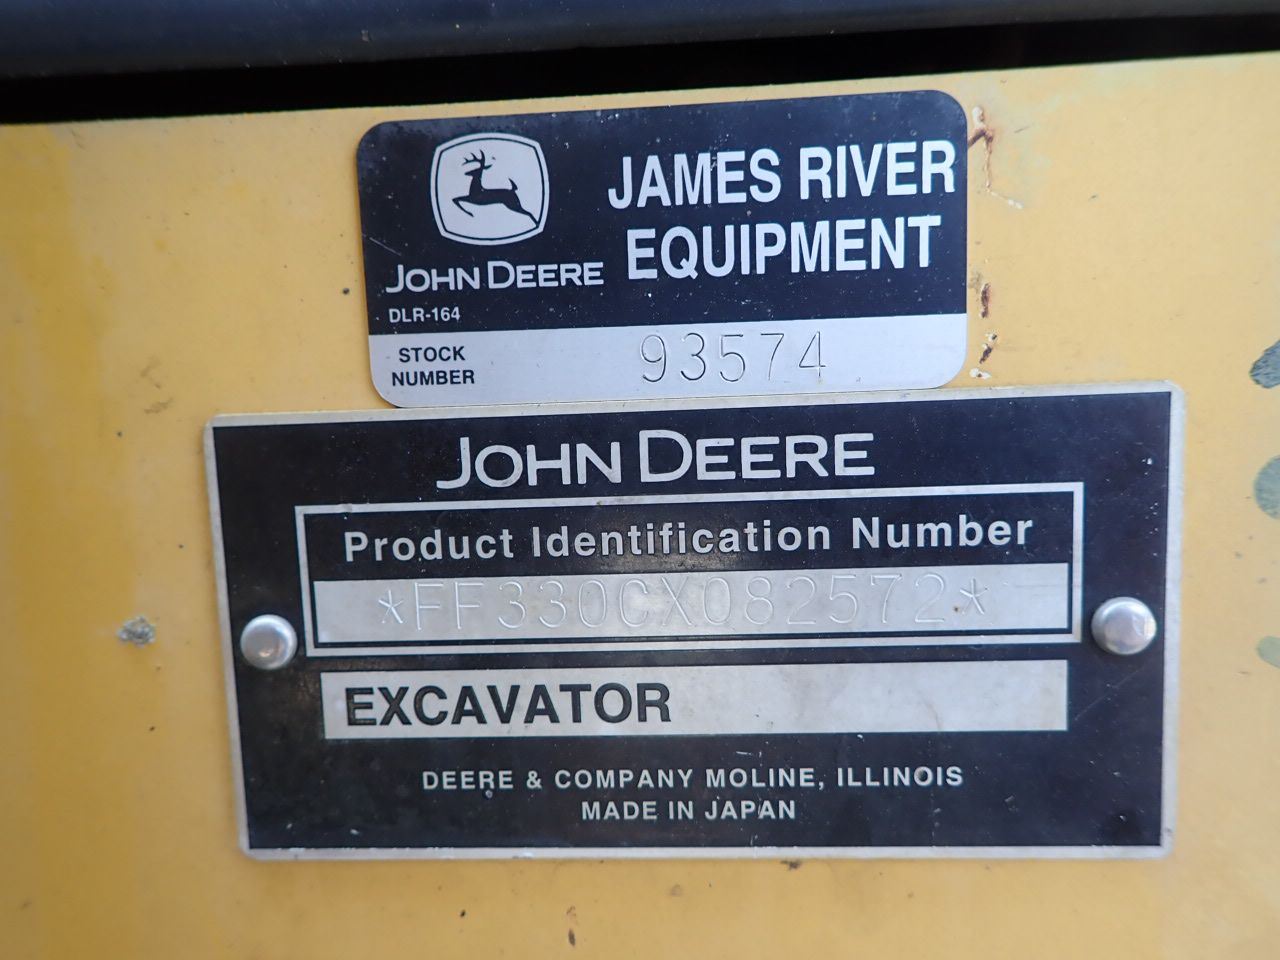 JAMES RIVER
EQUIPMENT
JOHN DEERE
DLR-164
STOCK
NUMBER
93574
JOHN DEERE
Product Identification Number
*FF330CX082572*
EXCAVATOR
DEERE & COMPANY MOLINE, ILLINOIS
MADE IN JAPAN